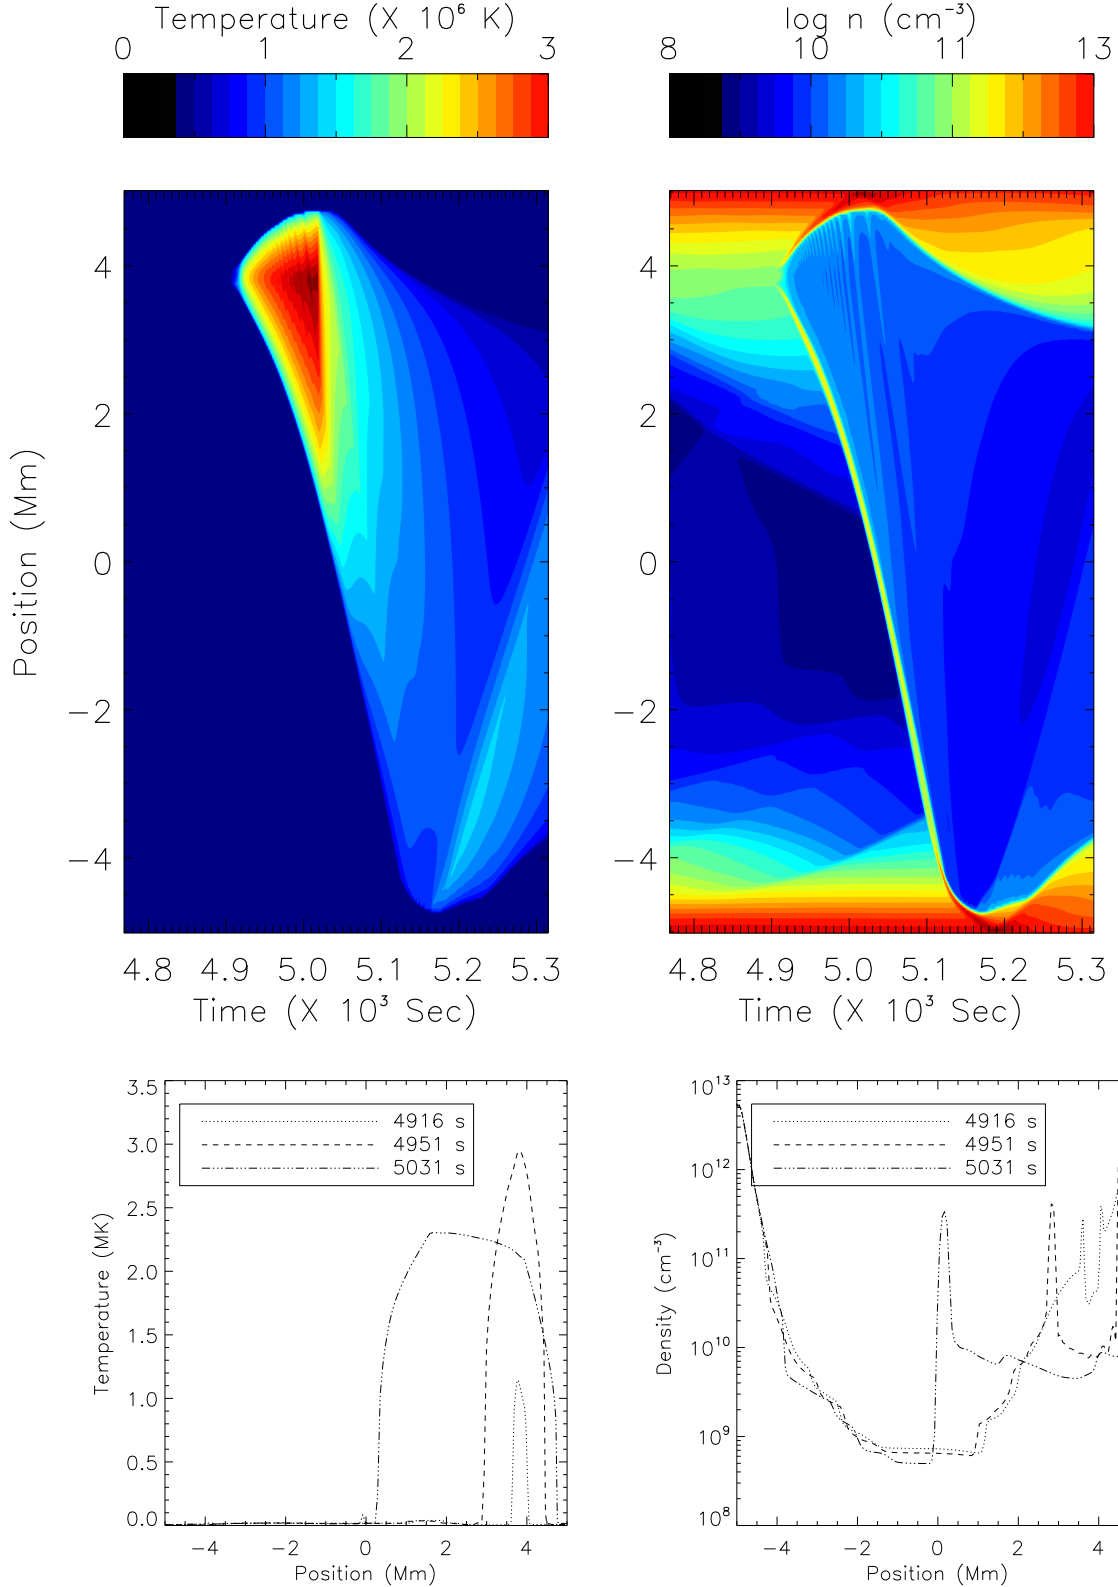 Temperature (X 10⁶ K)
0 1 2 3
log n (cm⁻³)
8 10 11 13
Position (Mm)
4
2
0
−2
−4
4
2
0
−2
−4
4.8 4.9 5.0 5.1 5.2 5.3
Time (X 10³ Sec)
4.8 4.9 5.0 5.1 5.2 5.3
Time (X 10³ Sec)
Temperature (MK)
3.5
3.0
2.5
2.0
1.5
1.0
0.5
0.0
4916 s
4951 s
5031 s
−4 −2 0 2 4
Position (Mm)
Density (cm⁻³)
10¹³
10¹²
10¹¹
10¹⁰
10⁹
10⁸
4916 s
4951 s
5031 s
−4 −2 0 2 4
Position (Mm)